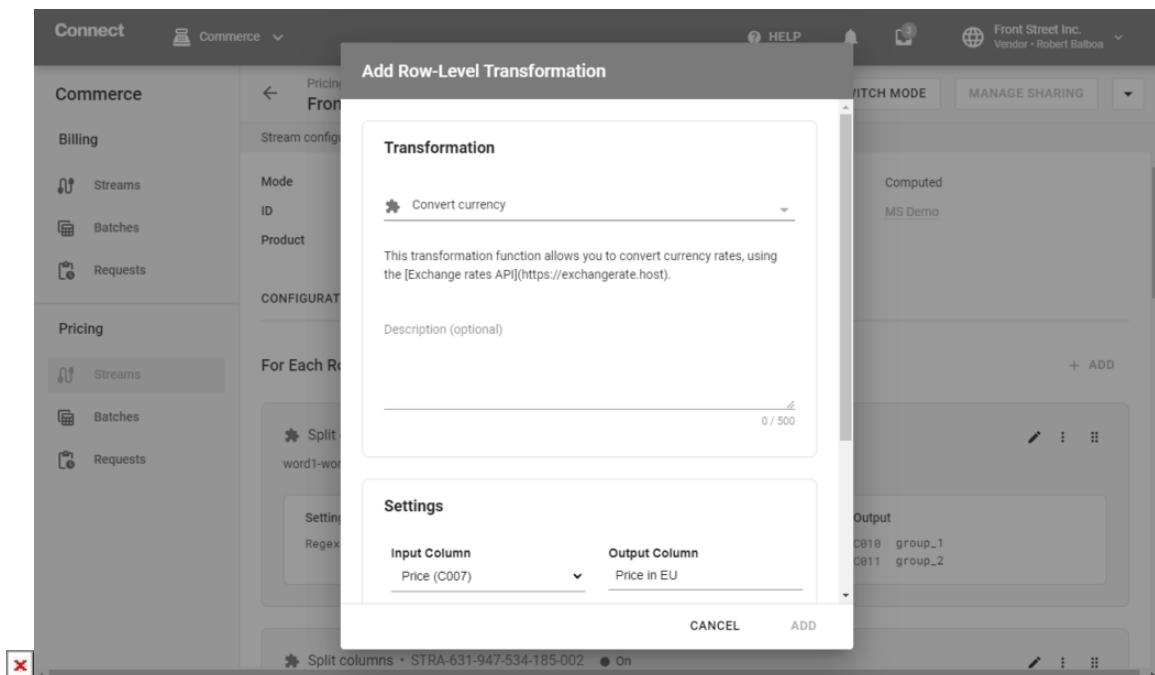 Connect
Commerce
HELP
3
Front Street Inc.
Vendor • Robert Balboa
Commerce
Billing
Streams
Batches
Requests
Pricing
Streams
Batches
Requests
Pricing
Fron
ITCH MODE
MANAGE SHARING
Stream configu
Mode
Computed
ID
MS Demo
Product
CONFIGURAT
For Each Ro
+ ADD
Split
word1-wor
Setting
Regex
Output
C010 group_1
C011 group_2
Split columns • STRA-631-947-534-185-002 ● On
Add Row-Level Transformation
Transformation
Convert currency
This transformation function allows you to convert currency rates, using
the [Exchange rates API](https://exchangerate.host).
Description (optional)
0 / 500
Settings
Input Column
Output Column
Price (C007)
Price in EU
CANCEL
ADD